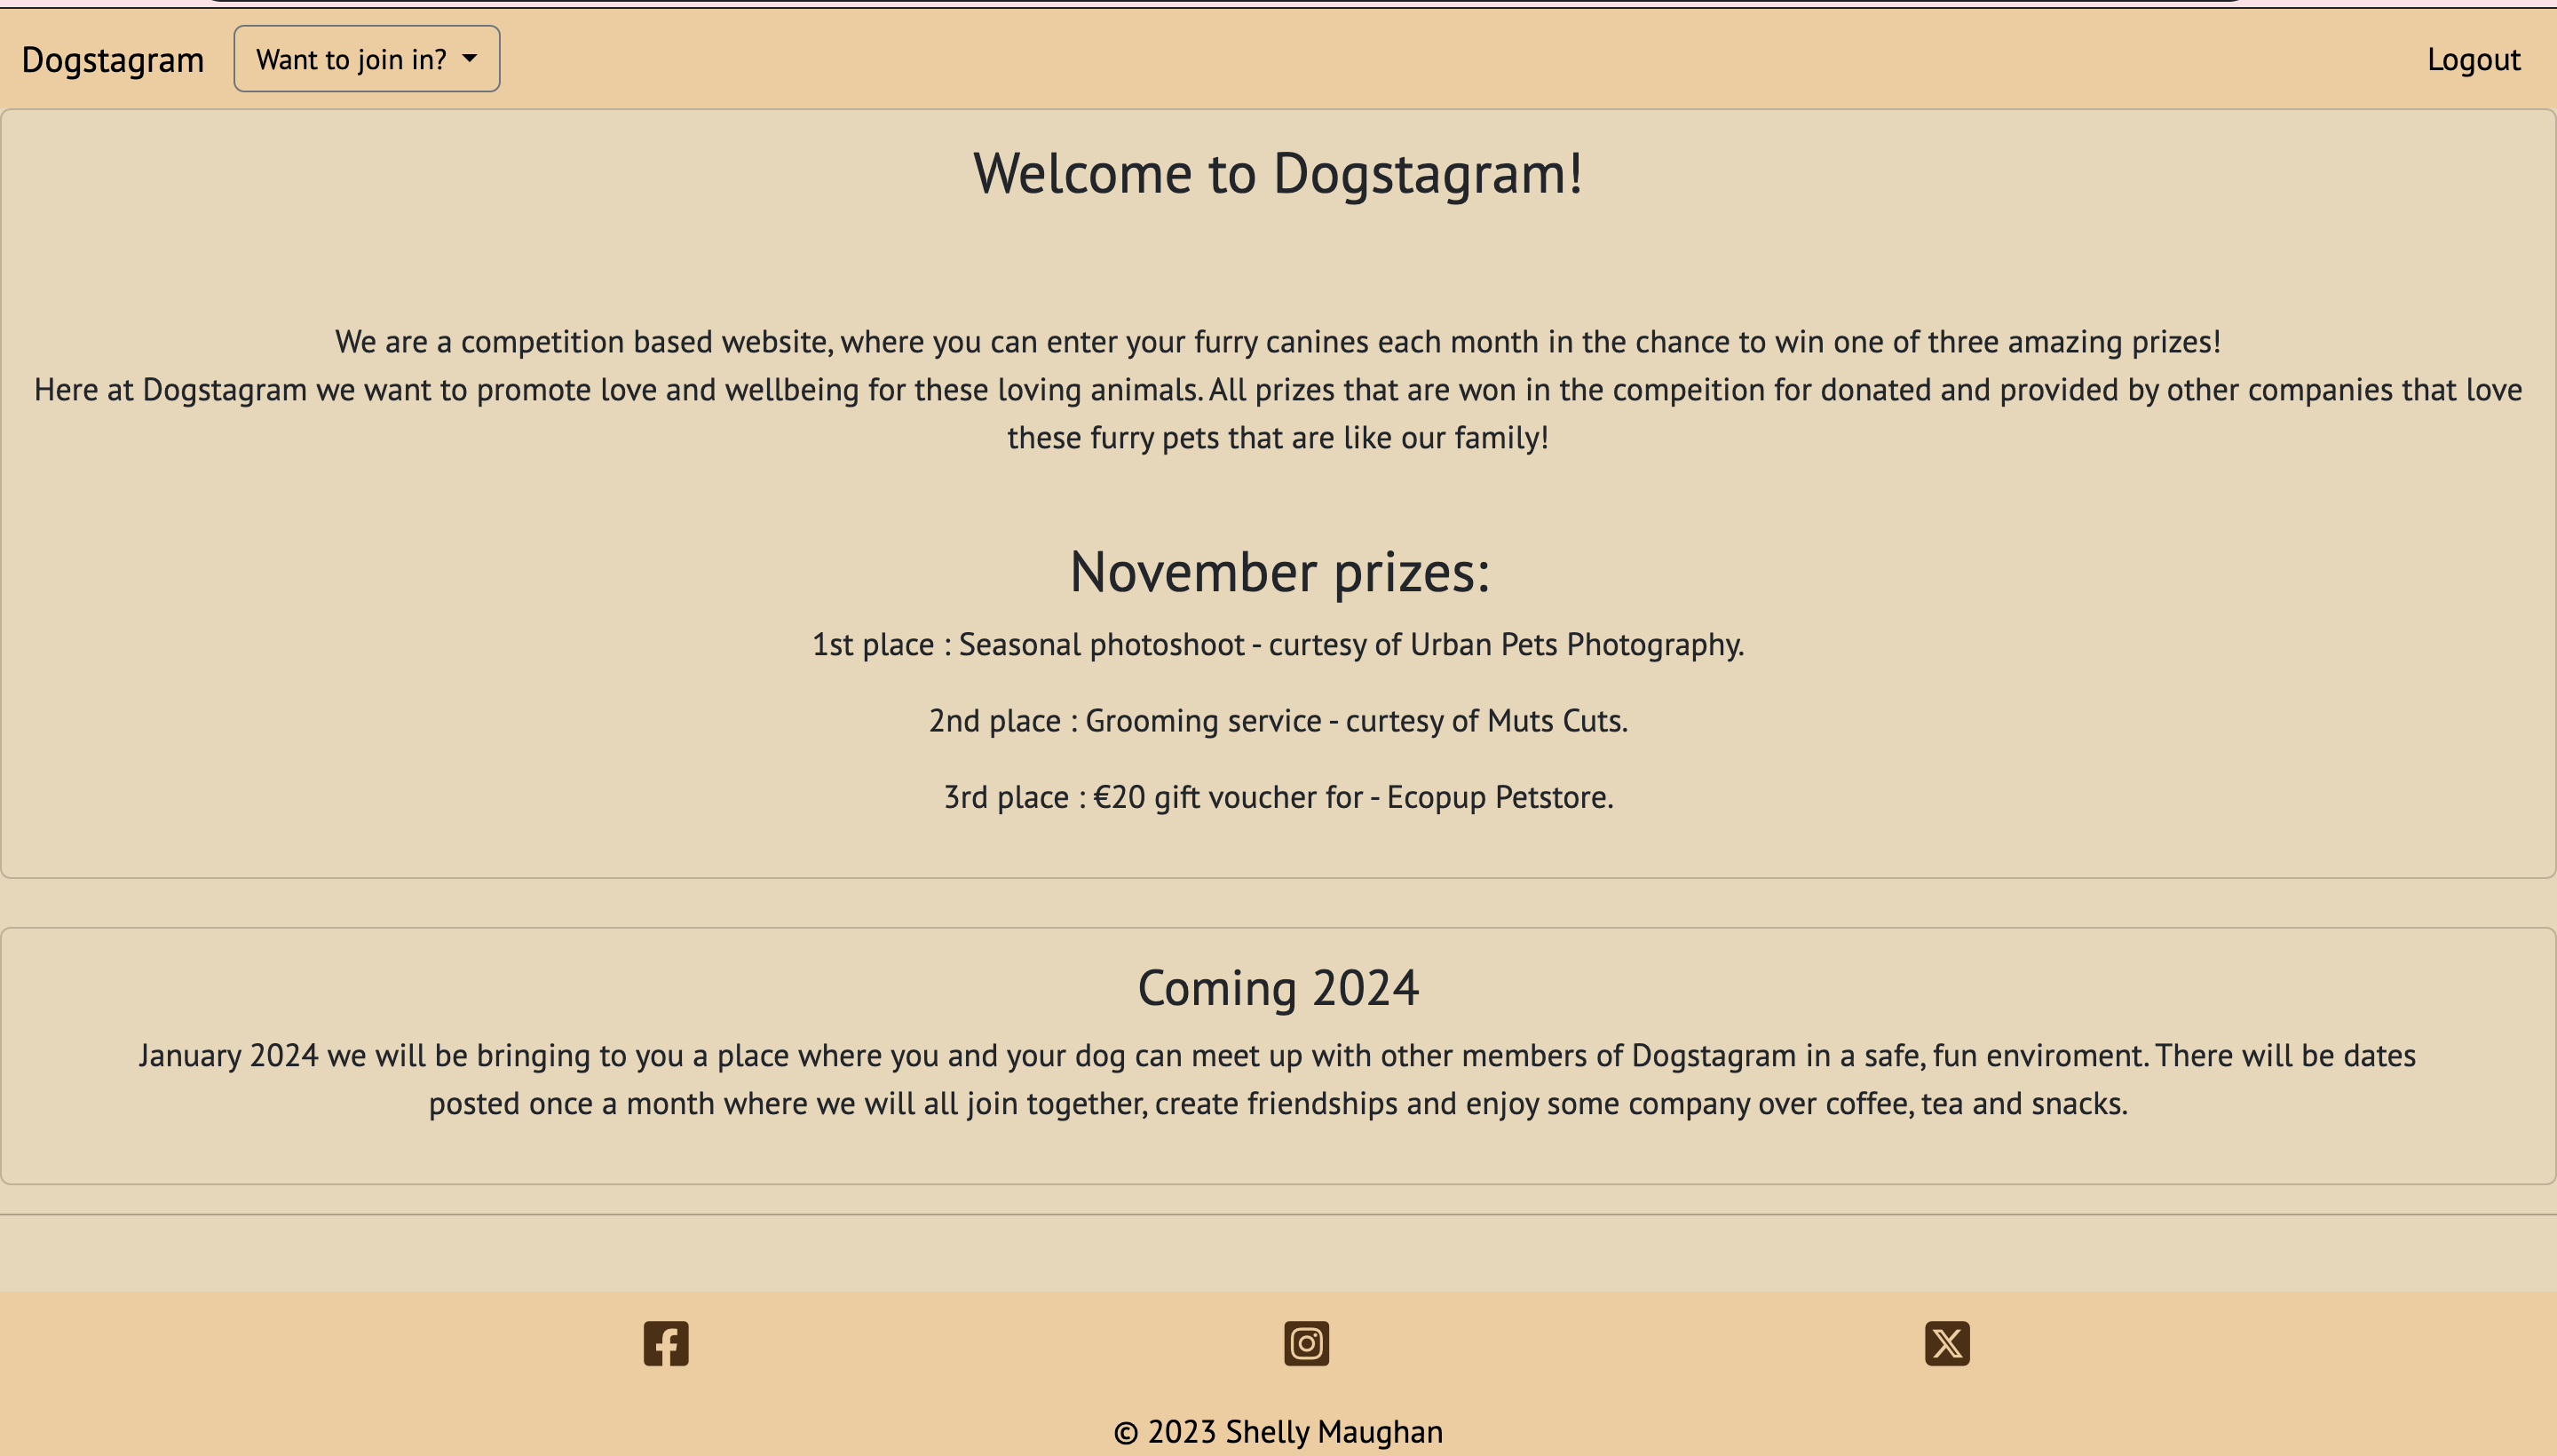 Dogstagram
Want to join in?
Logout
Welcome to Dogstagram!
We are a competition based website, where you can enter your furry canines each month in the chance to win one of three amazing prizes!
Here at Dogstagram we want to promote love and wellbeing for these loving animals. All prizes that are won in the compeition for donated and provided by other companies that love
these furry pets that are like our family!
November prizes:
1st place : Seasonal photoshoot - curtesy of Urban Pets Photography.
2nd place : Grooming service - curtesy of Muts Cuts.
3rd place : €20 gift voucher for - Ecopup Petstore.
Coming 2024
January 2024 we will be bringing to you a place where you and your dog can meet up with other members of Dogstagram in a safe, fun enviroment. There will be dates
posted once a month where we will all join together, create friendships and enjoy some company over coffee, tea and snacks.
© 2023 Shelly Maughan